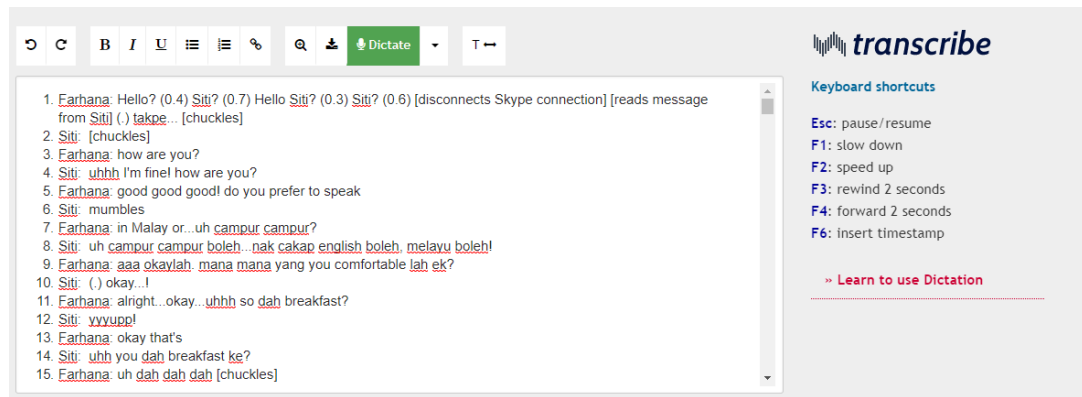 B I U Dictate T
1. Farhana: Hello? (0.4) Siti? (0.7) Hello Siti? (0.3) Siti? (0.6) [disconnects Skype connection] [reads message
from Siti] (.) takpe... [chuckles]
2. Siti: [chuckles]
3. Farhana: how are you?
4. Siti: uhhh I'm fine! how are you?
5. Farhana: good good good! do you prefer to speak
6. Siti: mumbles
7. Farhana: in Malay or...uh campur campur?
8. Siti: uh campur campur boleh...nak cakap english boleh, melayu boleh!
9. Farhana: aaa okaylah. mana mana yang you comfortable lah ek?
10. Siti: (.) okay...!
11. Farhana: alright...okay...uhhh so dah breakfast?
12. Siti: yyyupp!
13. Farhana: okay that's
14. Siti: uhh you dah breakfast ke?
15. Farhana: uh dah dah dah [chuckles]
transcribe
Keyboard shortcuts
Esc: pause/resume
F1: slow down
F2: speed up
F3: rewind 2 seconds
F4: forward 2 seconds
F6: insert timestamp
» Learn to use Dictation